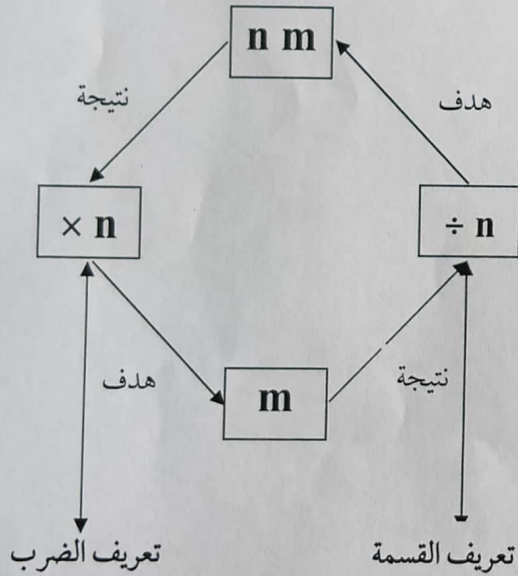 n m
نتيجة
هدف
× n
÷ n
هدف
نتيجة
m
تعريف الضرب
تعريف القسمة